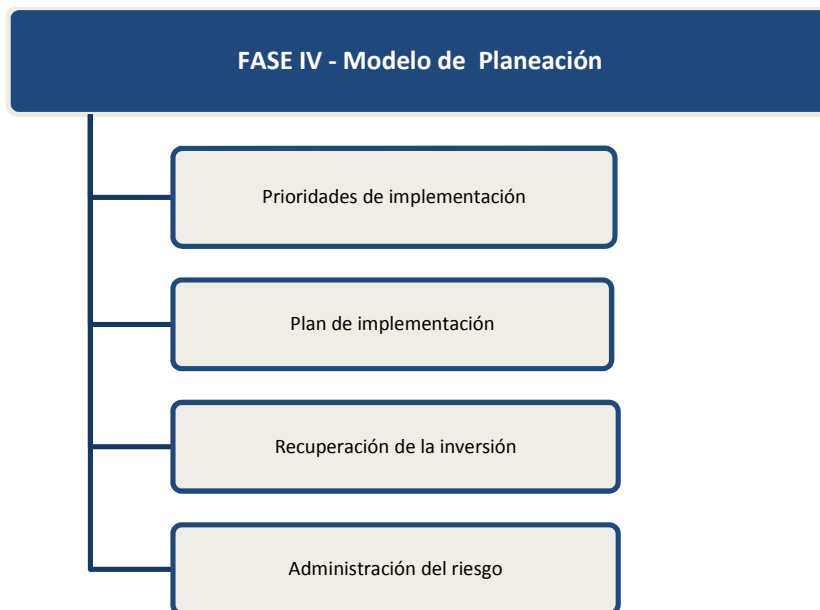 FASE IV - Modelo de Planeación
Prioridades de implementación
Plan de implementación
Recuperación de la inversión
Administración del riesgo